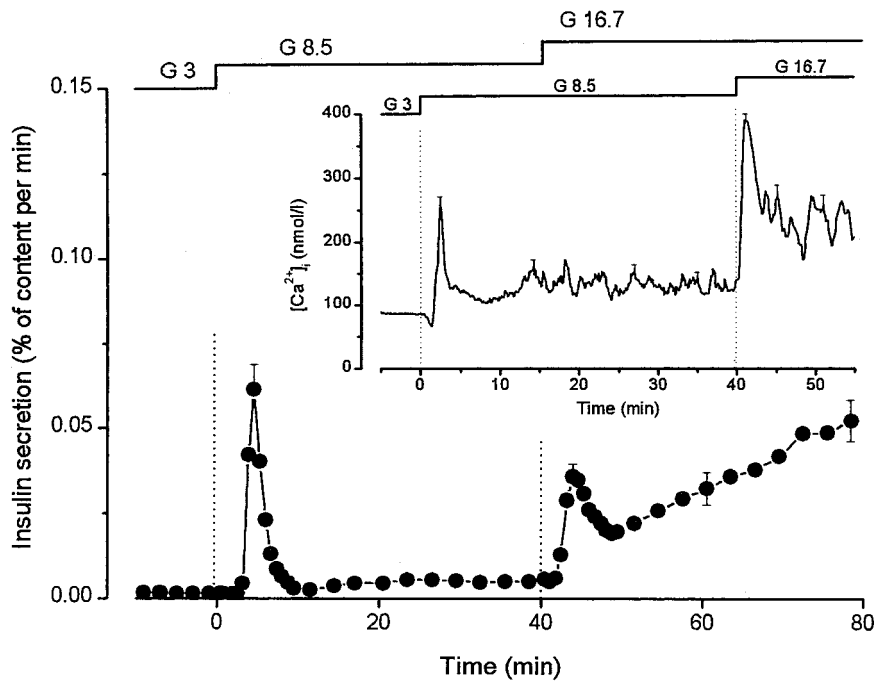 G 16.7
G 8.5
G 3
G 16.7
G 8.5
G 3
0.15
0.10
0.05
0.00
Insulin secretion (% of content per min)
400
300
200
100
0
[Ca²⁺]ᵢ (nmol/l)
0 10 20 30 40 50
Time (min)
0 20 40 60 80
Time (min)